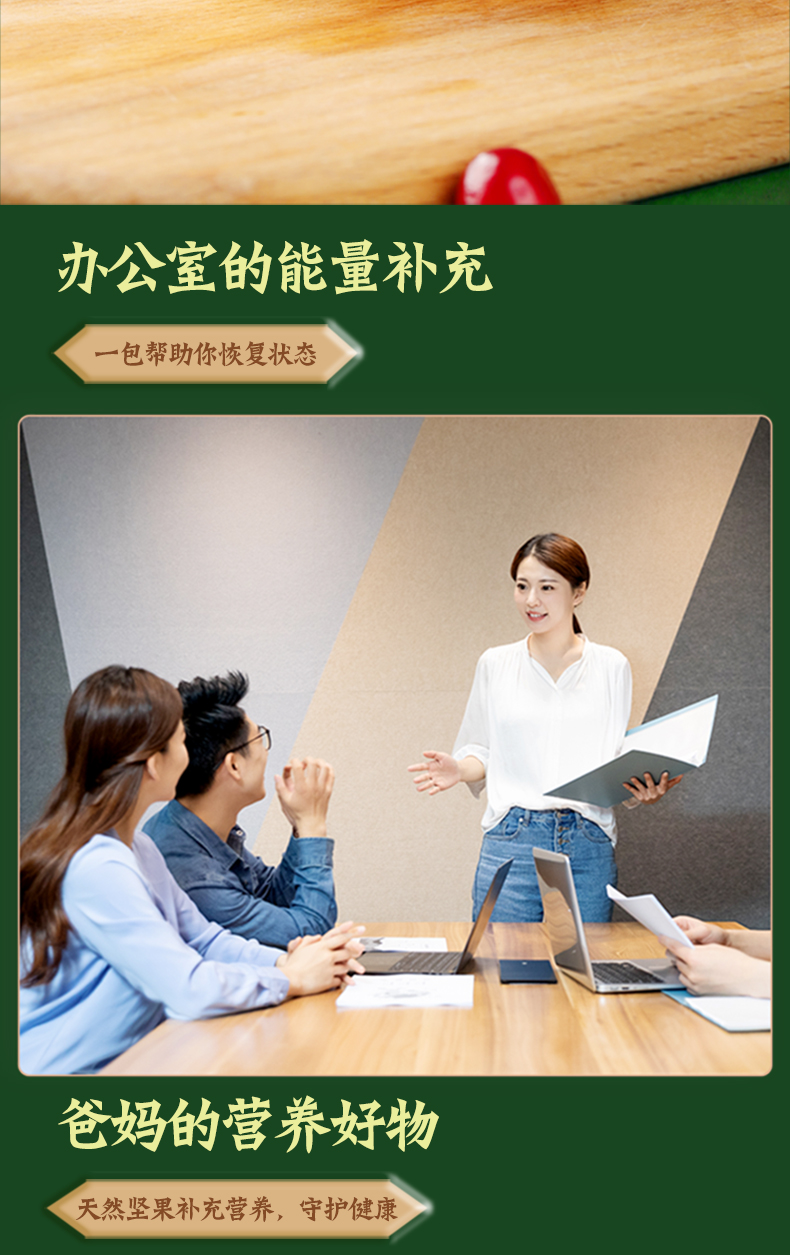 办公室的能量补充
一包帮助你恢复状态
爸妈的营养好物
天然坚果补充营养，守护健康